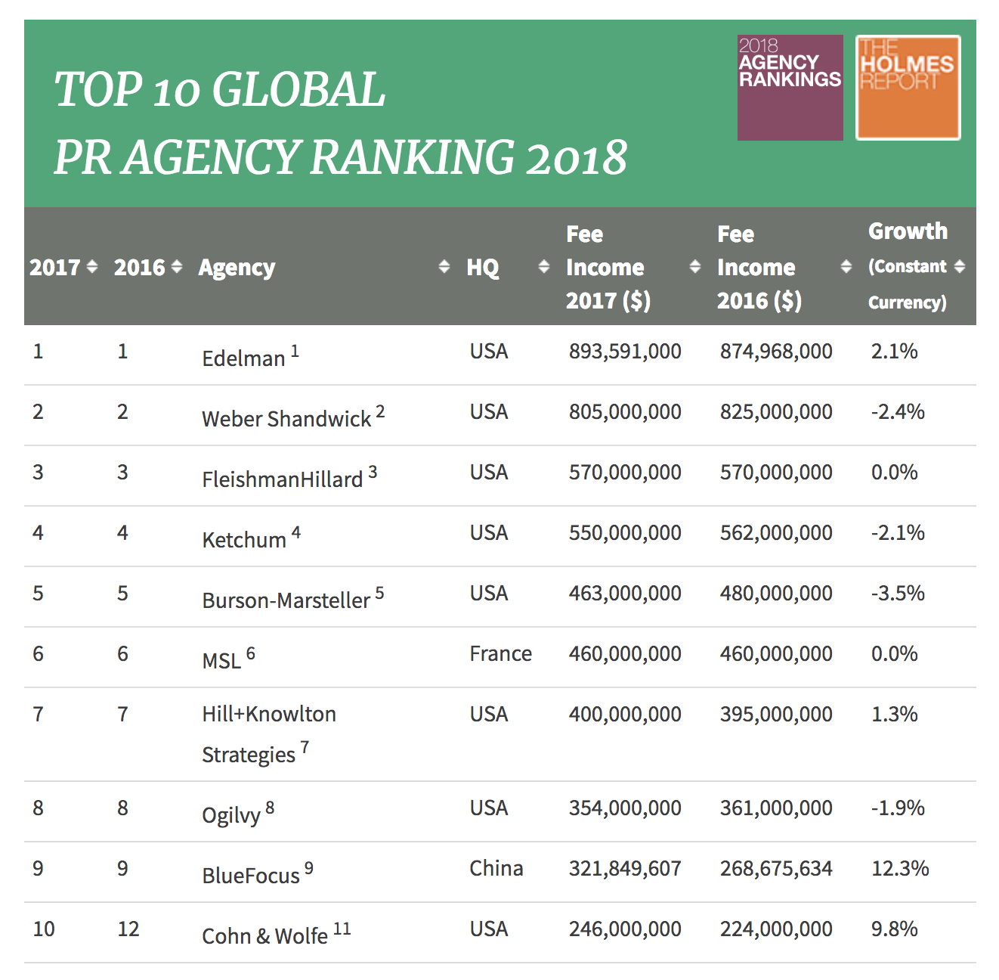 TOP 10 GLOBAL
PR AGENCY RANKING 2018
2018
AGENCY
RANKINGS
THE
HOLMES
REPORT
2017 2016 Agency HQ Fee Income 2017 ($) Fee Income 2016 ($) Growth (Constant Currency)
1 1 Edelman 1 USA 893,591,000 874,968,000 2.1%
2 2 Weber Shandwick 2 USA 805,000,000 825,000,000 -2.4%
3 3 FleishmanHillard 3 USA 570,000,000 570,000,000 0.0%
4 4 Ketchum 4 USA 550,000,000 562,000,000 -2.1%
5 5 Burson-Marsteller 5 USA 463,000,000 480,000,000 -3.5%
6 6 MSL 6 France 460,000,000 460,000,000 0.0%
7 7 Hill+Knowlton USA 400,000,000 395,000,000 1.3%
Strategies 7
8 8 Ogilvy 8 USA 354,000,000 361,000,000 -1.9%
9 9 BlueFocus 9 China 321,849,607 268,675,634 12.3%
10 12 Cohn & Wolfe 11 USA 246,000,000 224,000,000 9.8%